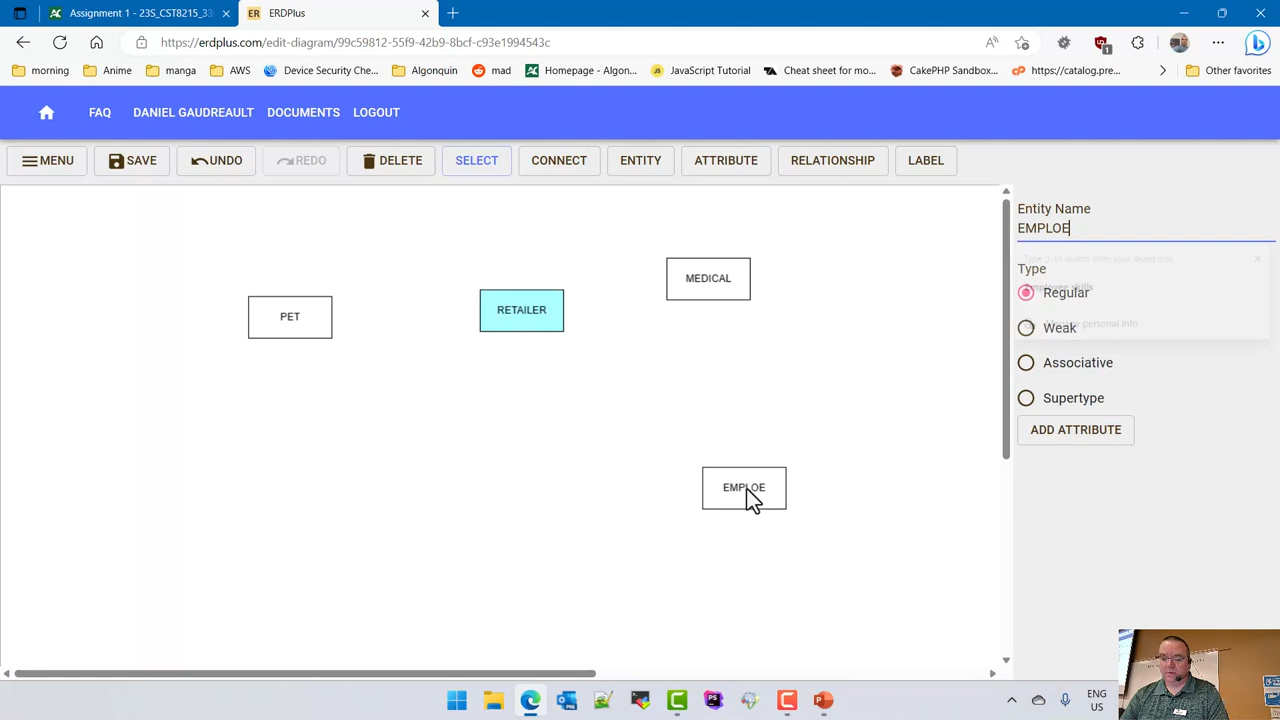 Assignment 1 - 23S_CST8215_33
ERDPlus
https://erdplus.com/edit-diagram/99c59812-55f9-42b9-8bcf-c93e1994543c
morning
Anime
manga
AWS
Device Security Che...
Algonquin
mad
Homepage - Algon...
JavaScript Tutorial
Cheat sheet for mo...
CakePHP Sandbox...
https://catalog.pre...
Other favorites
FAQ
DANIEL GAUDREAULT
DOCUMENTS
LOGOUT
MENU
SAVE
UNDO
REDO
DELETE
SELECT
CONNECT
ENTITY
ATTRIBUTE
RELATIONSHIP
LABEL
Entity Name
EMPLOE
Type
Regular
personal info
Weak
Associative
Supertype
ADD ATTRIBUTE
PET
RETAILER
MEDICAL
EMPLOE
ENG
US